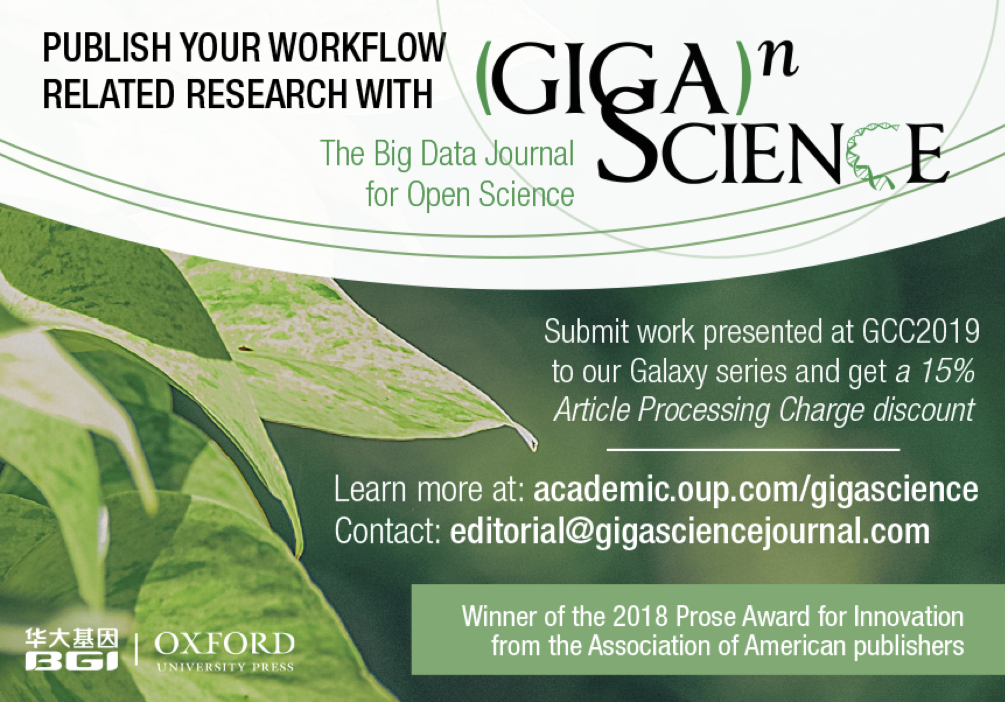 PUBLISH YOUR WORKFLOW
RELATED RESEARCH WITH
(GIGA)n
SCIENCE
The Big Data Journal
for Open Science
Submit work presented at GCC2019
to our Galaxy series and get a 15%
Article Processing Charge discount
Learn more at: academic.oup.com/gigascience
Contact: editorial@gigasciencejournal.com
Winner of the 2018 Prose Award for Innovation
from the Association of American publishers
华大基因
BGI
OXFORD
UNIVERSITY PRESS